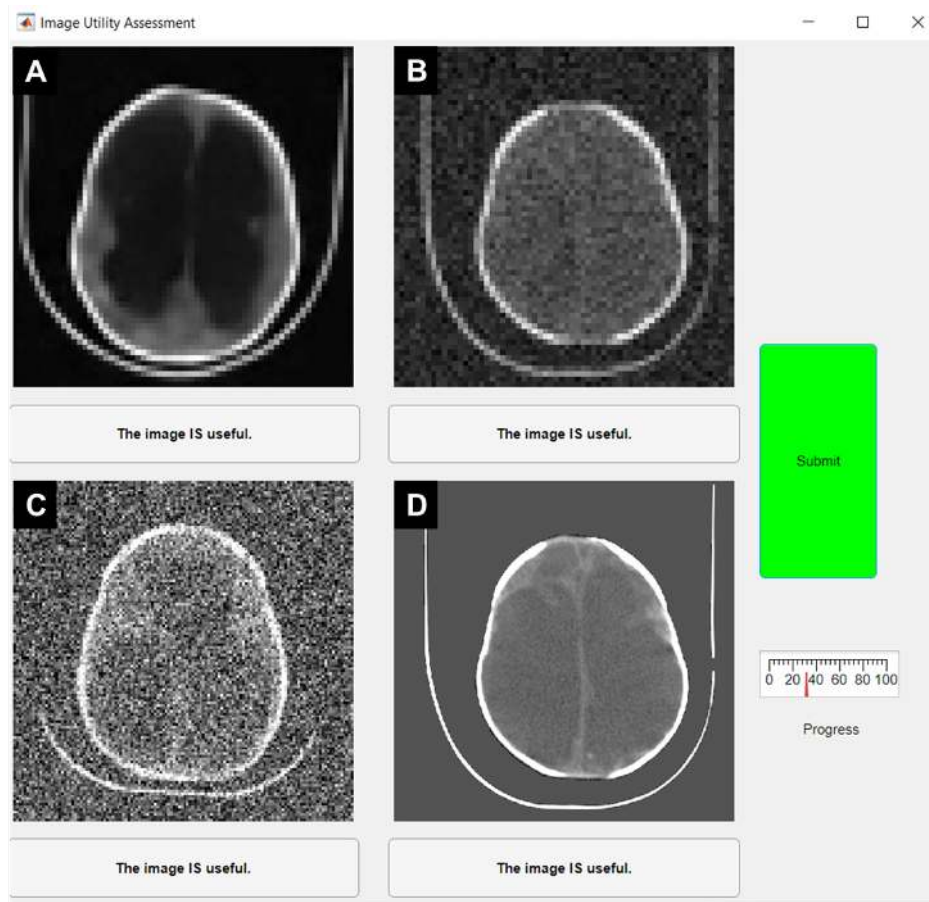 Image Utility Assessment
A
B
The image IS useful.
The image IS useful.
C
D
The image IS useful.
The image IS useful.
Submit
0 20 40 60 80 100
Progress